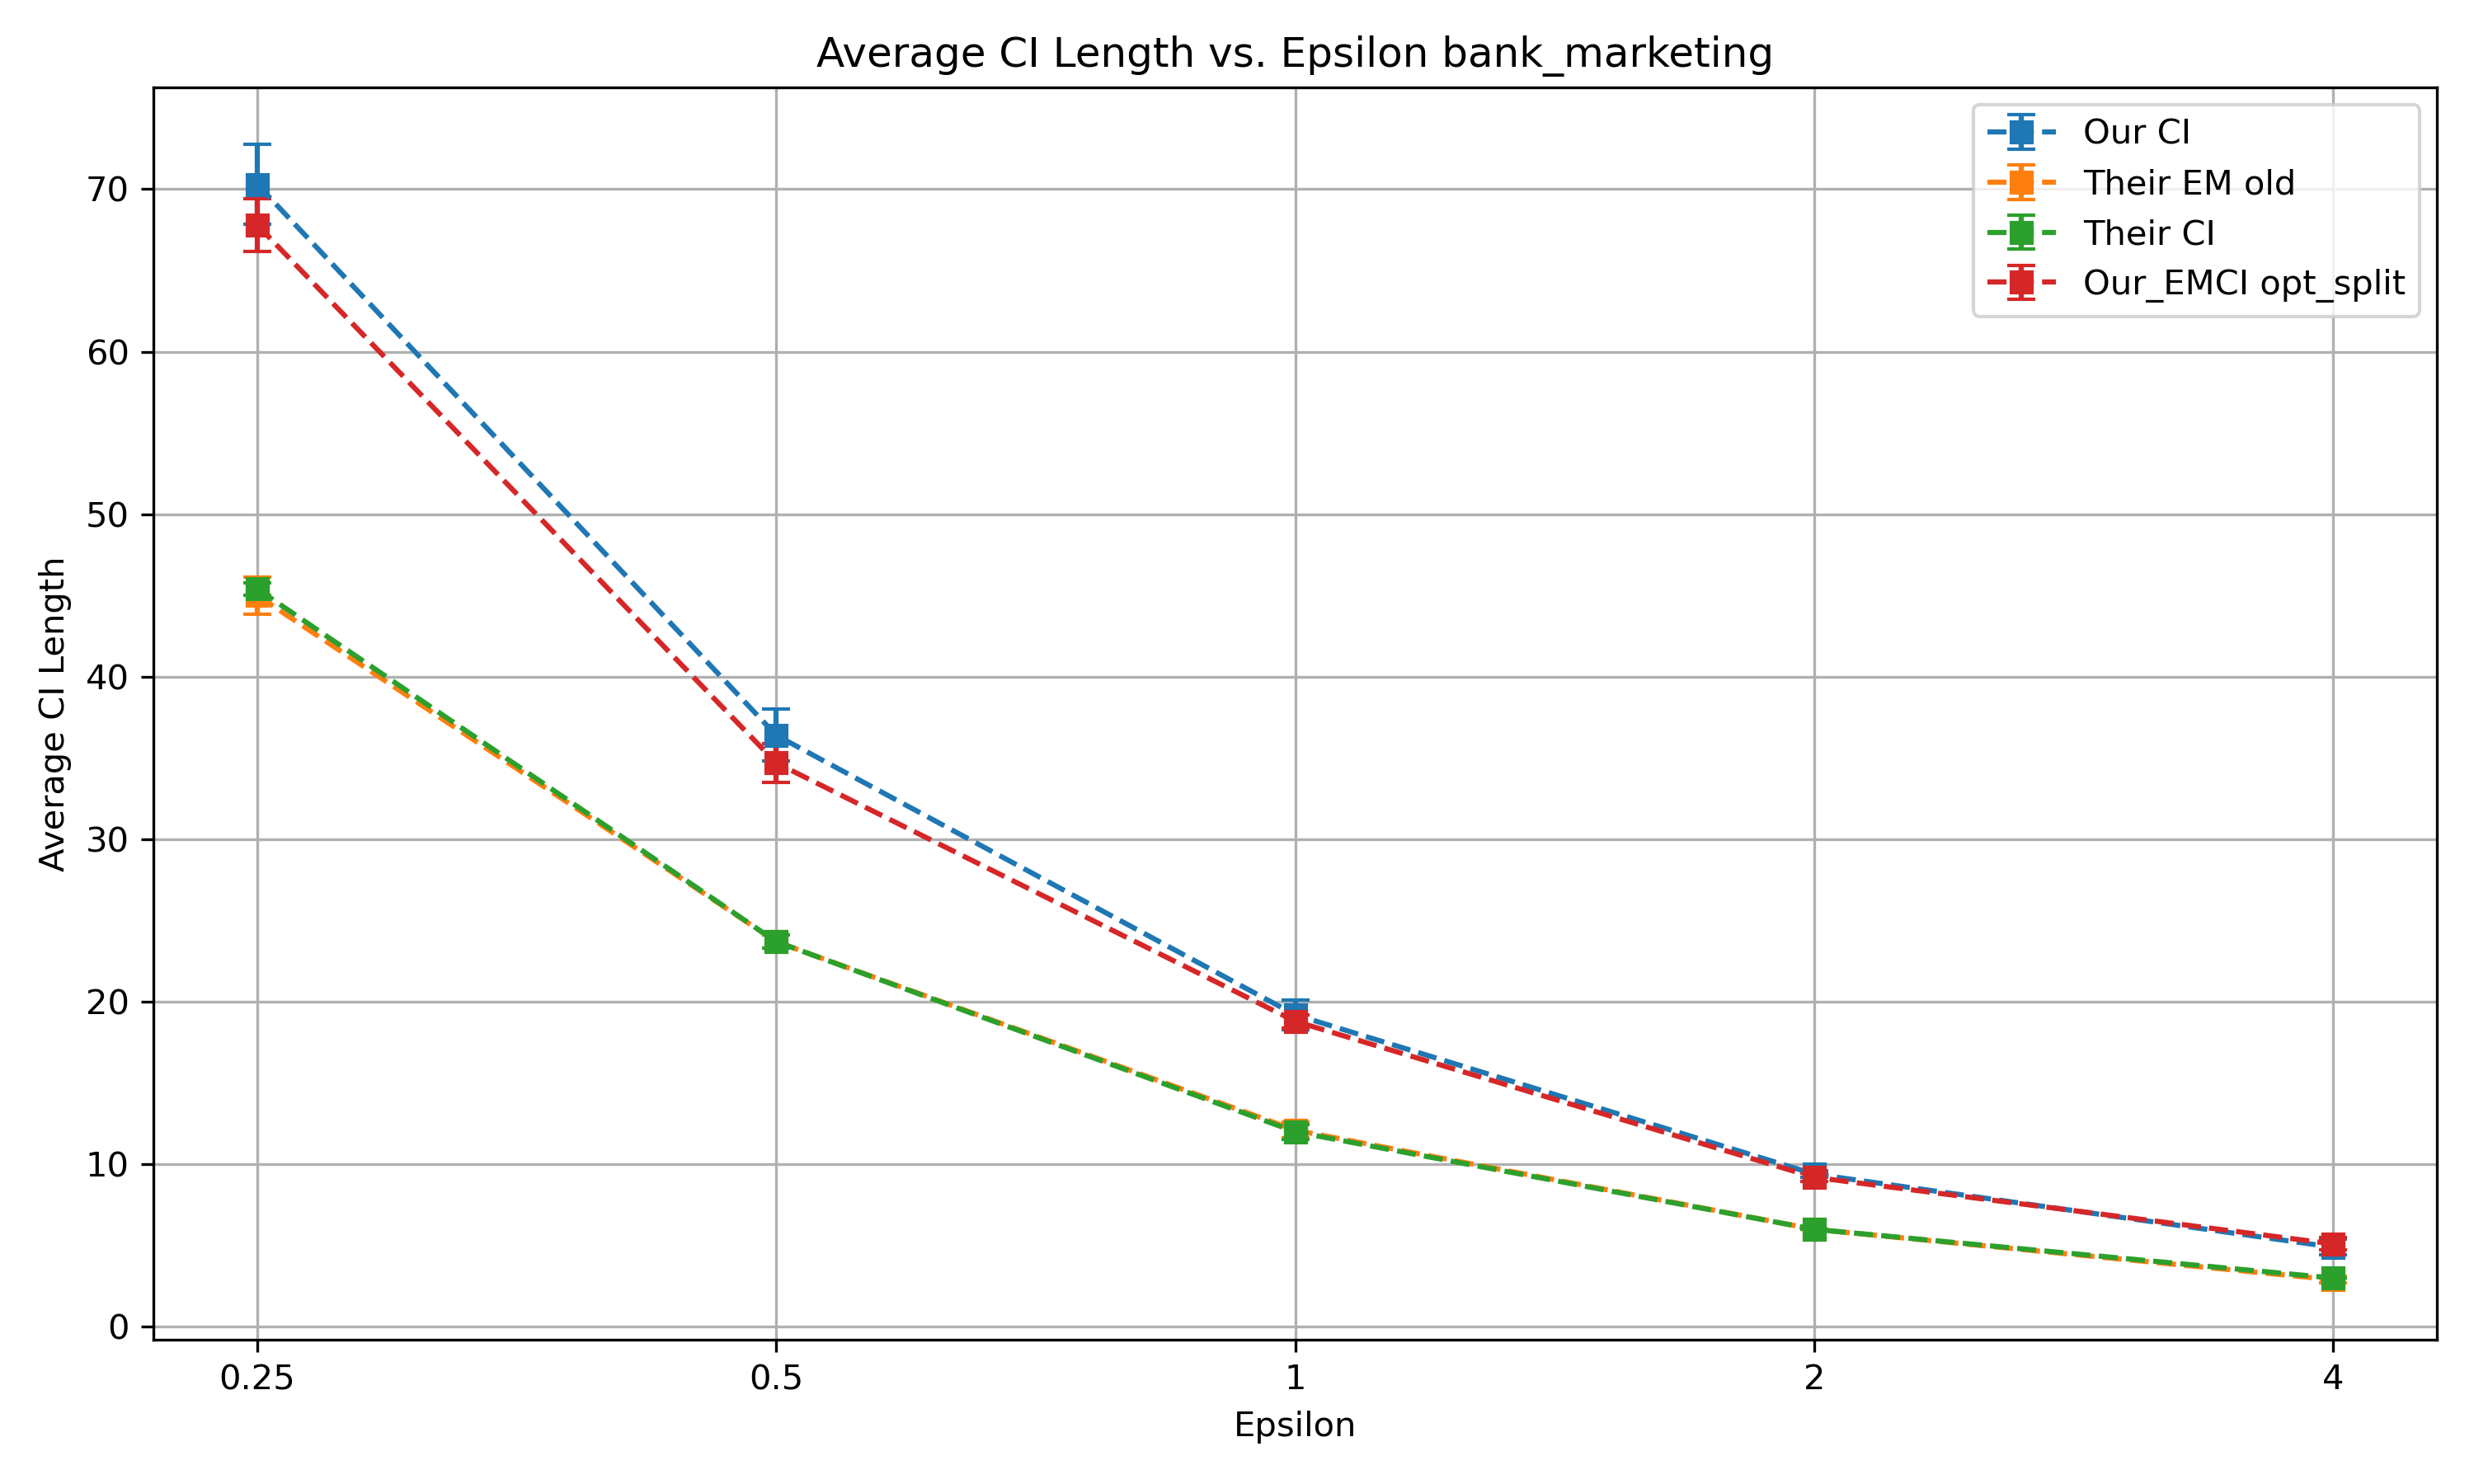 Average CI Length vs. Epsilon bank_marketing
Our CI
Their EM old
Their CI
Our_EMCI opt_split
70
60
50
40
30
20
10
0
Average CI Length
0.25
0.5
1
2
4
Epsilon